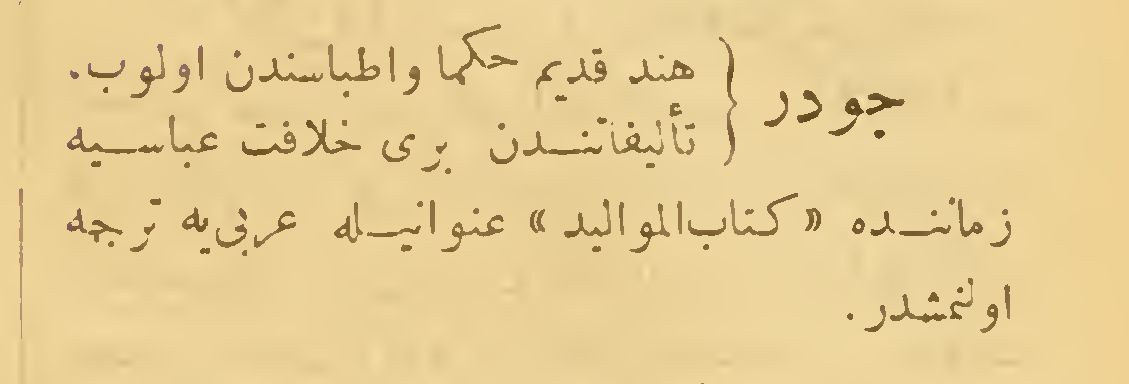 جودر { هند قدیم حکما واطباسندن اولوب.
تألیفاتندن بری خلافت عباسیه
زماننده «کتاب‌الموالید» عنوانیله عربی‌یه ترجمه
اولنمشدر.